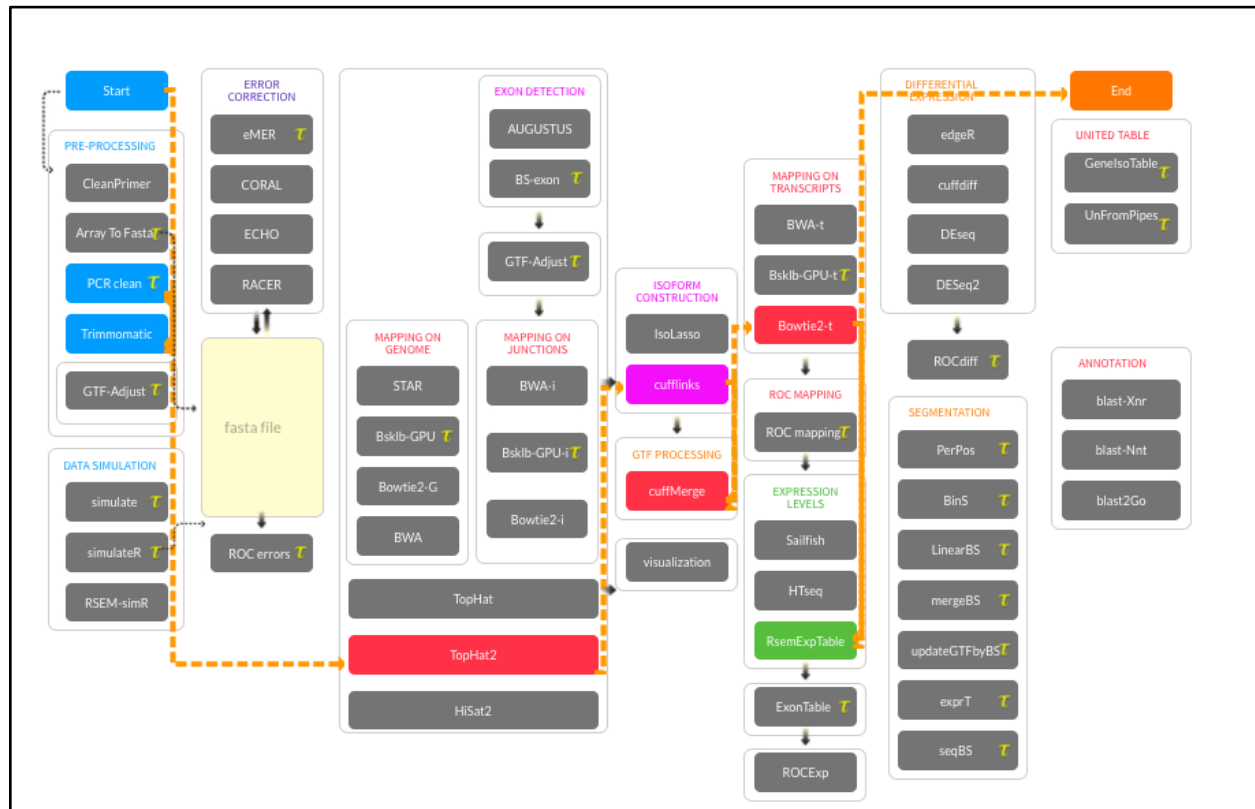 Start
PRE-PROCESSING
CleanPrimer
Array To Fasta τ
PCR clean τ
Trimmomatic
GTF-Adjust τ
DATA SIMULATION
simulate τ
simulateR τ
RSEM-simR
ERROR
CORRECTION
eMER τ
CORAL
ECHO
RACER
fasta file
ROC errors τ
MAPPING ON
GENOME
STAR
Bsklb-GPU τ
Bowtie2-G
BWA
EXON DETECTION
AUGUSTUS
BS-exon τ
GTF-Adjust τ
MAPPING ON
JUNCTIONS
BWA-i
Bsklb-GPU-i τ
Bowtie2-i
TopHat
TopHat2
HiSat2
ISOFORM
CONSTRUCTION
IsoLasso
cufflinks
GTF PROCESSING
cuffMerge
visualization
MAPPING ON
TRANSCRIPTS
BWA-t
Bsklb-GPU-t τ
Bowtie2-t
ROC MAPPING
ROC mapping τ
EXPRESSION
LEVELS
Sailfish
HTseq
RsemExpTable
ExonTable τ
ROCExp
DIFFERENTIAL
EXPRESSION
edgeR
cuffdiff
DEseq
DESeq2
ROCdiff τ
SEGMENTATION
PerPos τ
BinS τ
LinearBS τ
mergeBS τ
updateGTFbyBS τ
exprT τ
seqBS τ
End
UNITED TABLE
GeneIsoTable τ
UnFromPipes τ
ANNOTATION
blast-Xnr
blast-Nnt
blast2Go